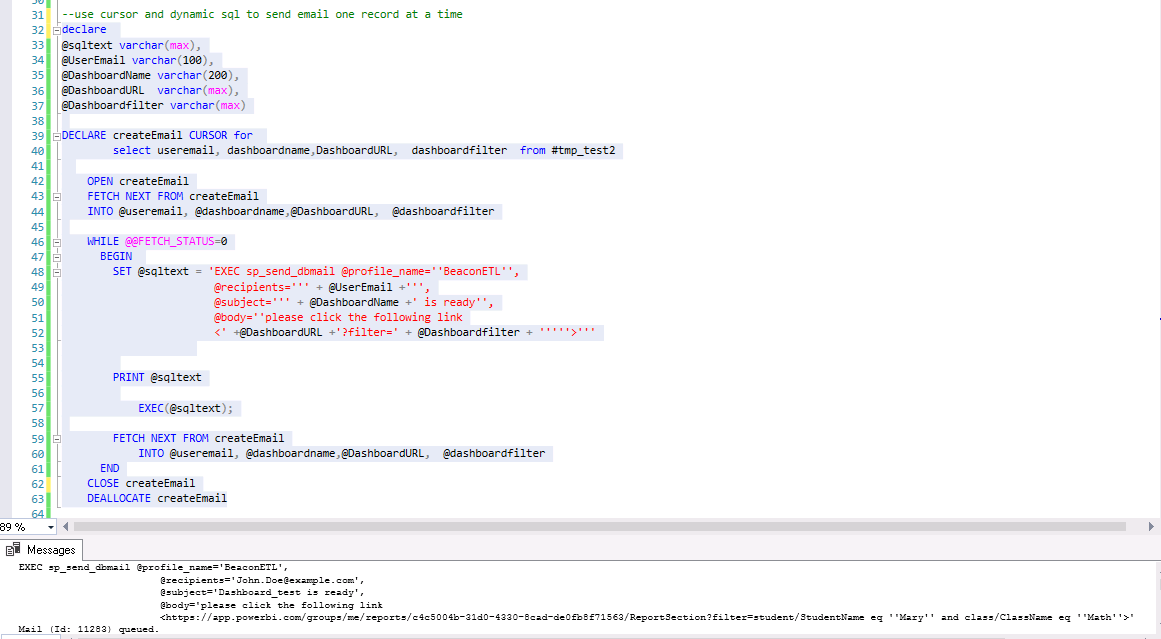 30
31 --use cursor and dynamic sql to send email one record at a time
32 declare
33 @sqltext varchar(max),
34 @UserEmail varchar(100),
35 @DashboardName varchar(200),
36 @DashboardURL  varchar(max),
37 @Dashboardfilter varchar(max)
38
39 DECLARE createEmail CURSOR for
40 select useremail, dashboardname,DashboardURL,  dashboardfilter  from #tmp_test2
41
42 OPEN createEmail
43 FETCH NEXT FROM createEmail
44 INTO @useremail, @dashboardname,@DashboardURL,  @dashboardfilter
45
46 WHILE @@FETCH_STATUS=0
47 BEGIN
48 SET @sqltext = 'EXEC sp_send_dbmail @profile_name=''BeaconETL'',
49 @recipients=''' + @UserEmail +''',
50 @subject=''' + @DashboardName +' is ready'',
51 @body=''please click the following link
52 <' +@DashboardURL +'?filter=' + @Dashboardfilter + '''''>'''
53
54
55 PRINT @sqltext
56
57 EXEC(@sqltext);
58
59 FETCH NEXT FROM createEmail
60 INTO @useremail, @dashboardname,@DashboardURL,  @dashboardfilter
61 END
62 CLOSE createEmail
63 DEALLOCATE createEmail
64
89 %
Messages
EXEC sp_send_dbmail @profile_name='BeaconETL',
@recipients='John.Doe@example.com',
@subject='Dashboard_test is ready',
@body='please click the following link
<https://app.powerbi.com/groups/me/reports/c4c5004b-31d0-4330-8cad-de0fb8f71563/ReportSection?filter=student/StudentName eq ''Mary'' and class/ClassName eq ''Math''>'
Mail (Id: 11283) queued.